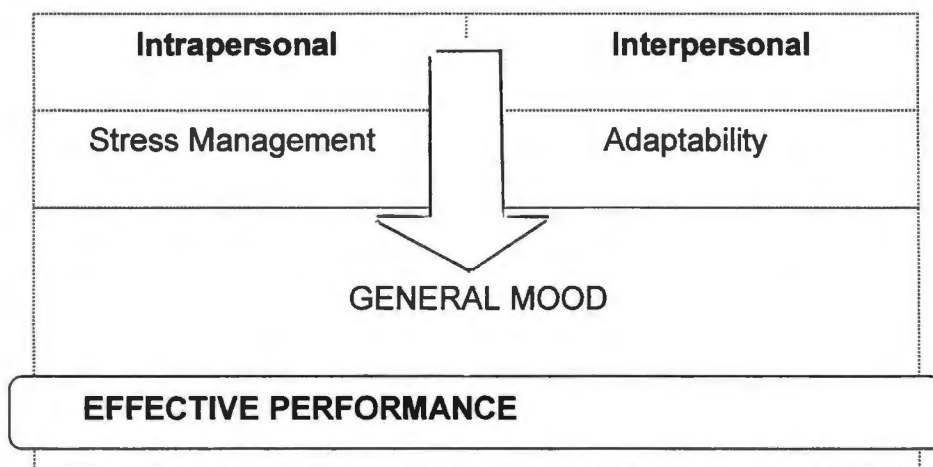 Intrapersonal
Interpersonal
Stress Management
Adaptability
GENERAL MOOD
EFFECTIVE PERFORMANCE